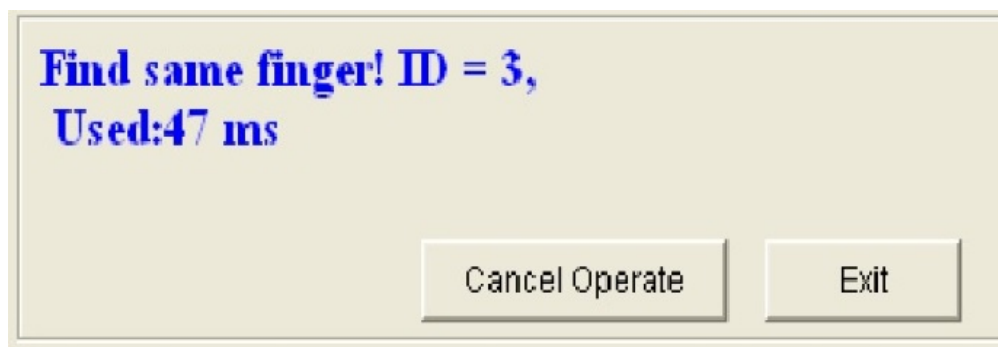 Find same finger! ID = 3,
Used:47 ms
Cancel Operate
Exit